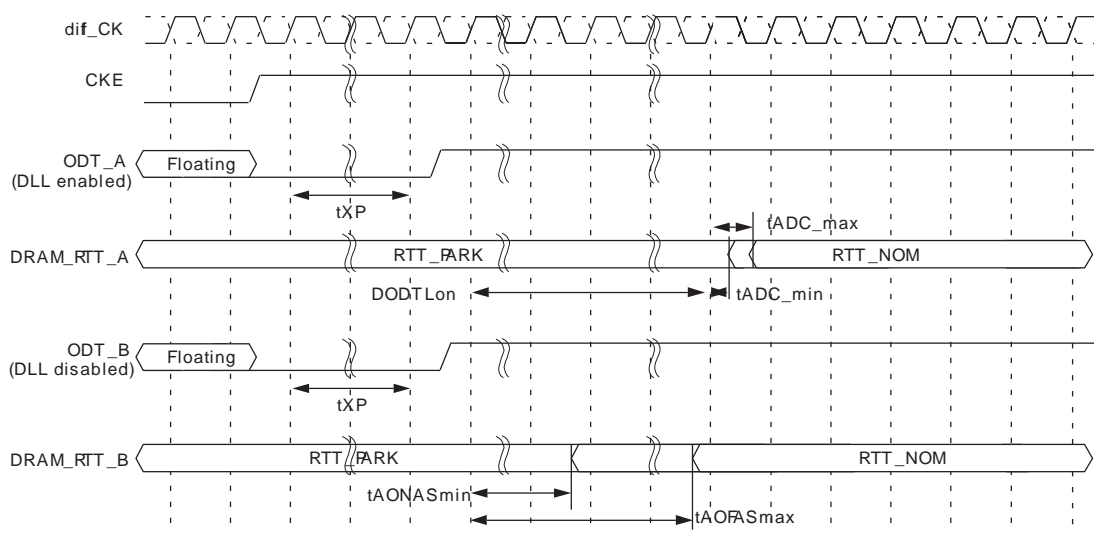 dif_CK
CKE
ODT_A
(DLL enabled)
Floating
tXP
tADC_max
DRAM_RTT_A
RTT_PARK
RTT_NOM
DODTLon
tADC_min
ODT_B
(DLL disabled)
Floating
tXP
DRAM_RTT_B
RTT_PARK
RTT_NOM
tAONASmin
tAOFASmax